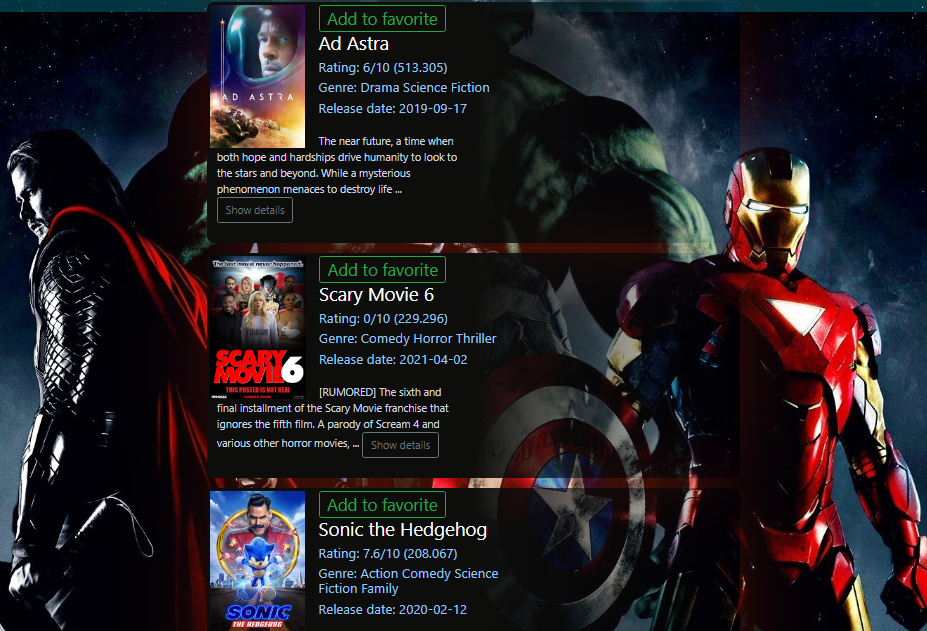 Add to favorite
Ad Astra
Rating: 6/10 (513.305)
Genre: Drama Science Fiction
Release date: 2019-09-17
AD ASTRA
The near future, a time when
both hope and hardships drive humanity to look to
the stars and beyond. While a mysterious
phenomenon menaces to destroy life ...
Show details
The last movie never happened.
Add to favorite
Scary Movie 6
Rating: 0/10 (229.296)
Genre: Comedy Horror Thriller
Release date: 2021-04-02
SCARY
MOVIE 6
THIS POSTER IS NOT REAL
[RUMORED] The sixth and
final installment of the Scary Movie franchise that
ignores the fifth film. A parody of Scream 4 and
various other horror movies, ... Show details
Add to favorite
Sonic the Hedgehog
Rating: 7.6/10 (208.067)
Genre: Action Comedy Science
Fiction Family
Release date: 2020-02-12
SONIC
THE HEDGEHOG